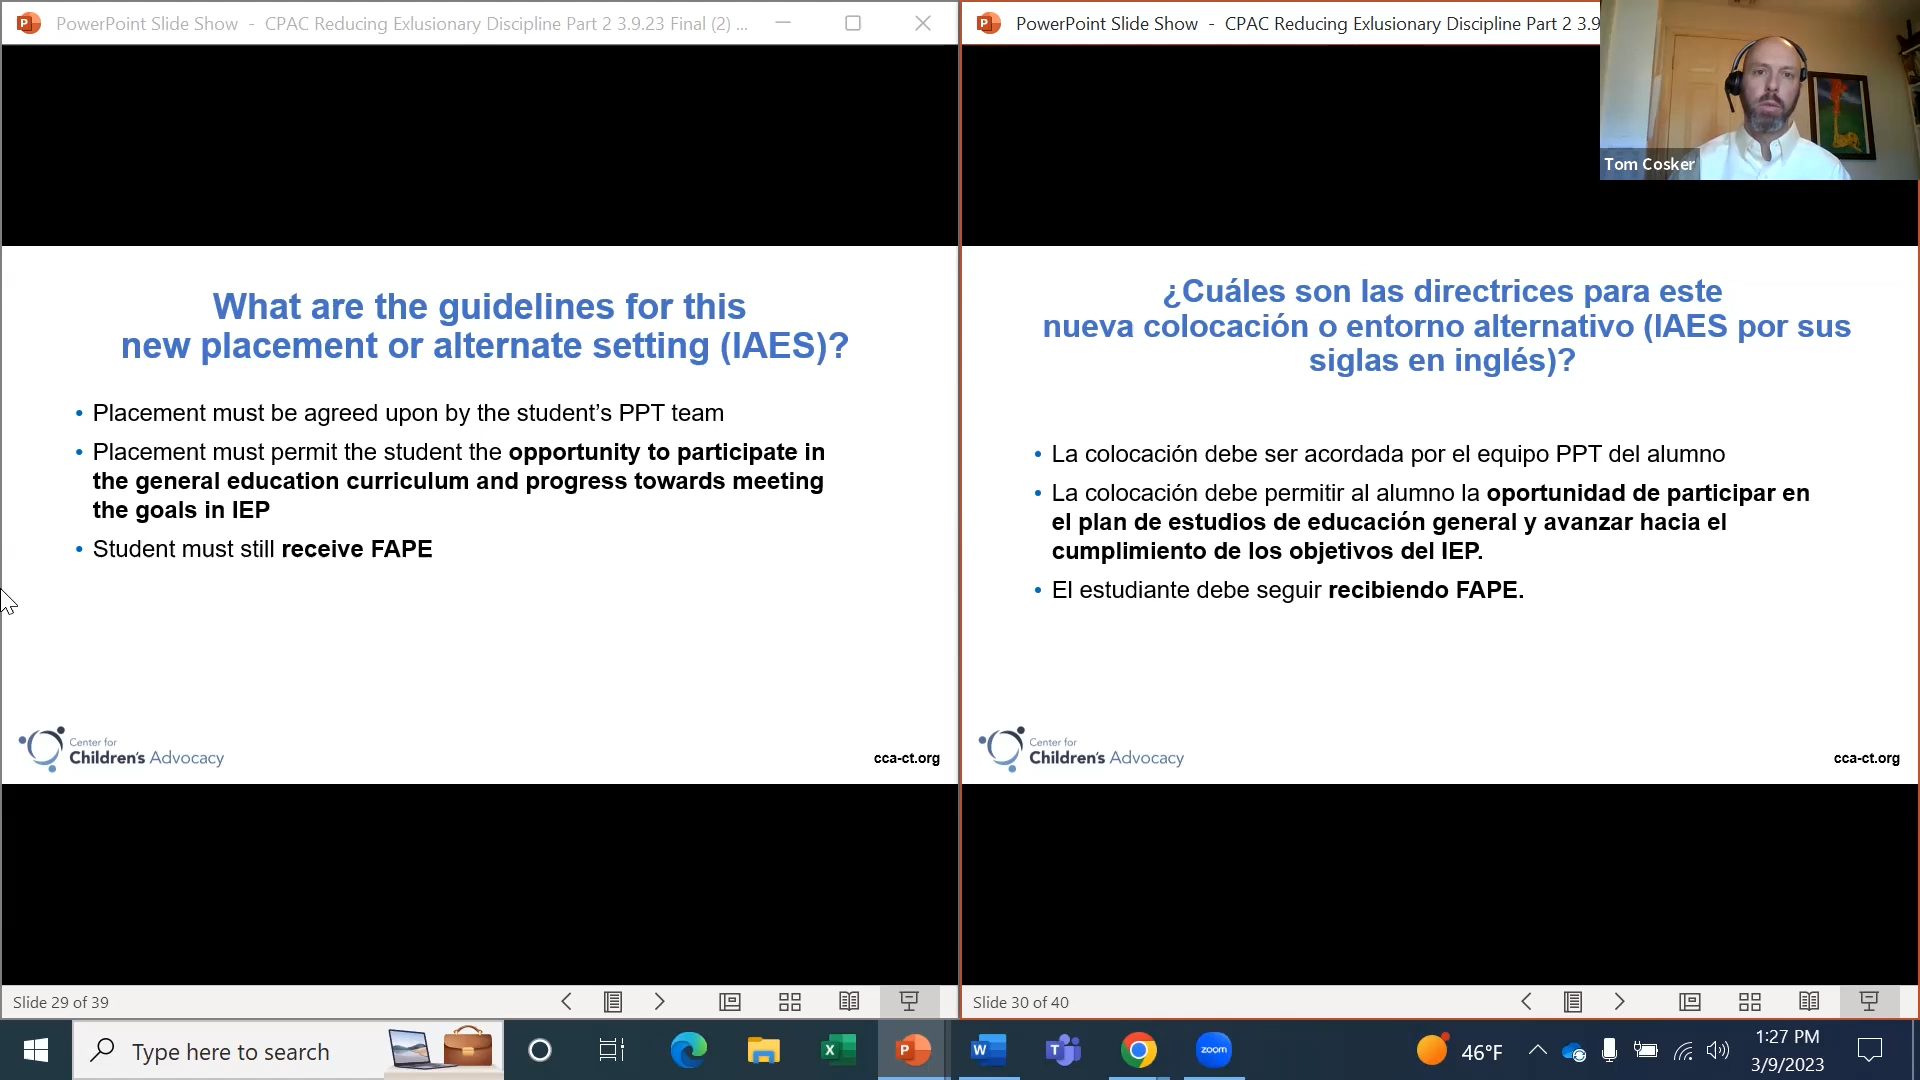 PowerPoint Slide Show - CPAC Reducing Exlusionary Discipline Part 2 3.9.23 Final (2) ...
What are the guidelines for this
new placement or alternate setting (IAES)?
• Placement must be agreed upon by the student’s PPT team
• Placement must permit the student the opportunity to participate in
the general education curriculum and progress towards meeting
the goals in IEP
• Student must still receive FAPE
Center for
Children's Advocacy
cca-ct.org
Slide 29 of 39
PowerPoint Slide Show - CPAC Reducing Exlusionary Discipline Part 2 3.9
Tom Cosker
¿Cuáles son las directrices para este
nueva colocación o entorno alternativo (IAES por sus
siglas en inglés)?
• La colocación debe ser acordada por el equipo PPT del alumno
• La colocación debe permitir al alumno la oportunidad de participar en
el plan de estudios de educación general y avanzar hacia el
cumplimiento de los objetivos del IEP.
• El estudiante debe seguir recibiendo FAPE.
Center for
Children's Advocacy
cca-ct.org
Slide 30 of 40
Type here to search
zoom
46°F
1:27 PM
3/9/2023